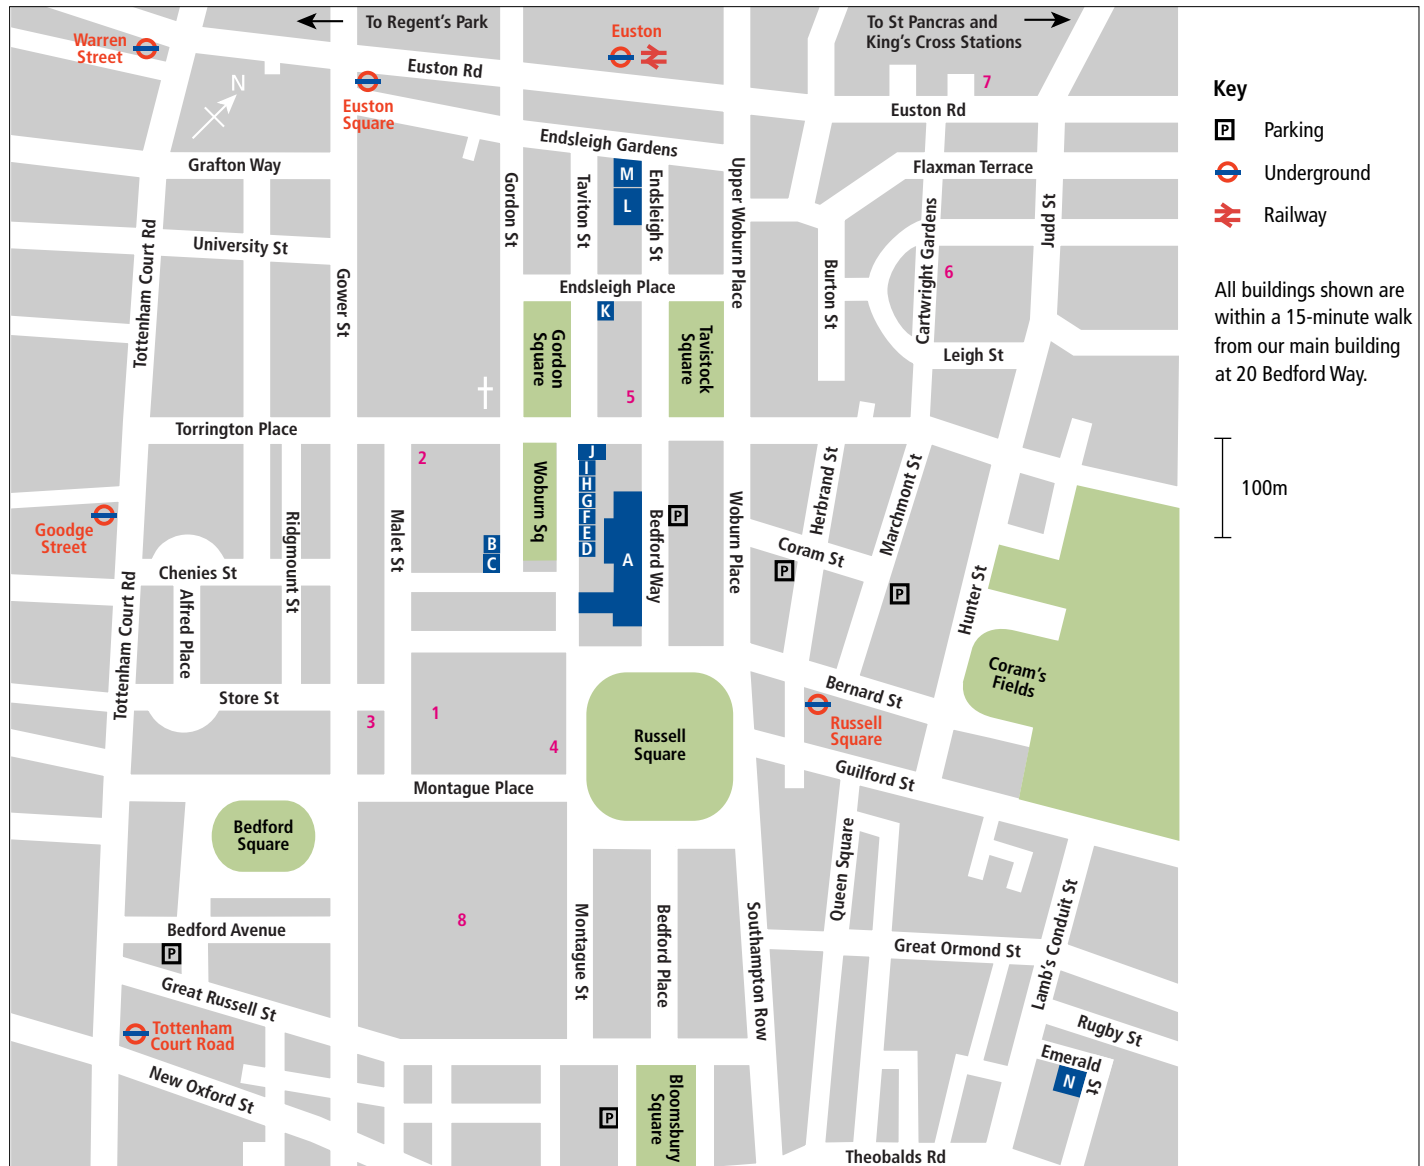 To Regent's Park
To St Pancras and
King's Cross Stations
Warren
Street
Euston
N
Euston Rd
Euston
Square
7
Euston Rd
Key
P Parking
Underground
Railway
Grafton Way
Endsleigh Gardens
Flaxman Terrace
M
L
Gordon St
Taviton St
Endsleigh St
Upper Woburn Place
Judd St
University St
Tottenham Court Rd
Gower St
Endsleigh Place
Burton St
Cartwright Gardens
6
All buildings shown are
within a 15-minute walk
from our main building
at 20 Bedford Way.
K
Gordon
Square
Tavistock
Square
Leigh St
5
Torrington Place
2
J
I
H
G
F
E
D
Woburn Sq
A
B
C
Bedford Way
P
Woburn Place
Herbrand St
Marchmont St
100m
Goodge
Street
Ridgmount St
Malet St
Coram St
P
P
Hunter St
Chenies St
Alfred Place
Tottenham Court Rd
Coram's
Fields
Store St
3
1
4
Russell
Square
Bernard St
Russell
Square
Guilford St
Montague Place
Bedford
Square
Queen Square
8
Bedford Avenue
P
Montague St
Bedford Place
Southampton Row
Great Ormond St
Lamb's Conduit St
Great Russell St
Tottenham
Court Road
New Oxford St
Rugby St
Emerald
St
N
P
Bloomsbury
Square
Theobalds Rd